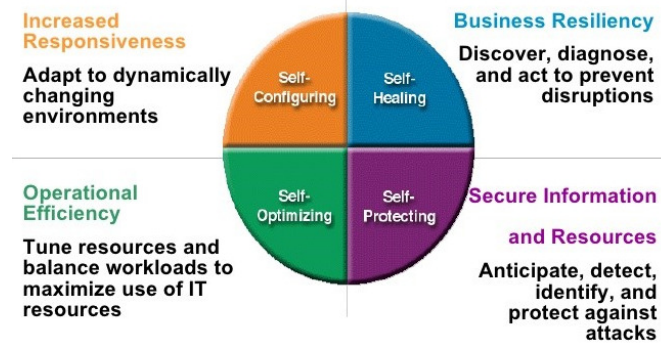 Increased
Responsiveness
Adapt to dynamically
changing
environments
Self-
Configuring
Self-
Healing
Business Resiliency
Discover, diagnose,
and act to prevent
disruptions
Operational
Efficiency
Tune resources and
balance workloads to
maximize use of IT
resources
Self-
Optimizing
Self-
Protecting
Secure Information
and Resources
Anticipate, detect,
identify, and
protect against
attacks